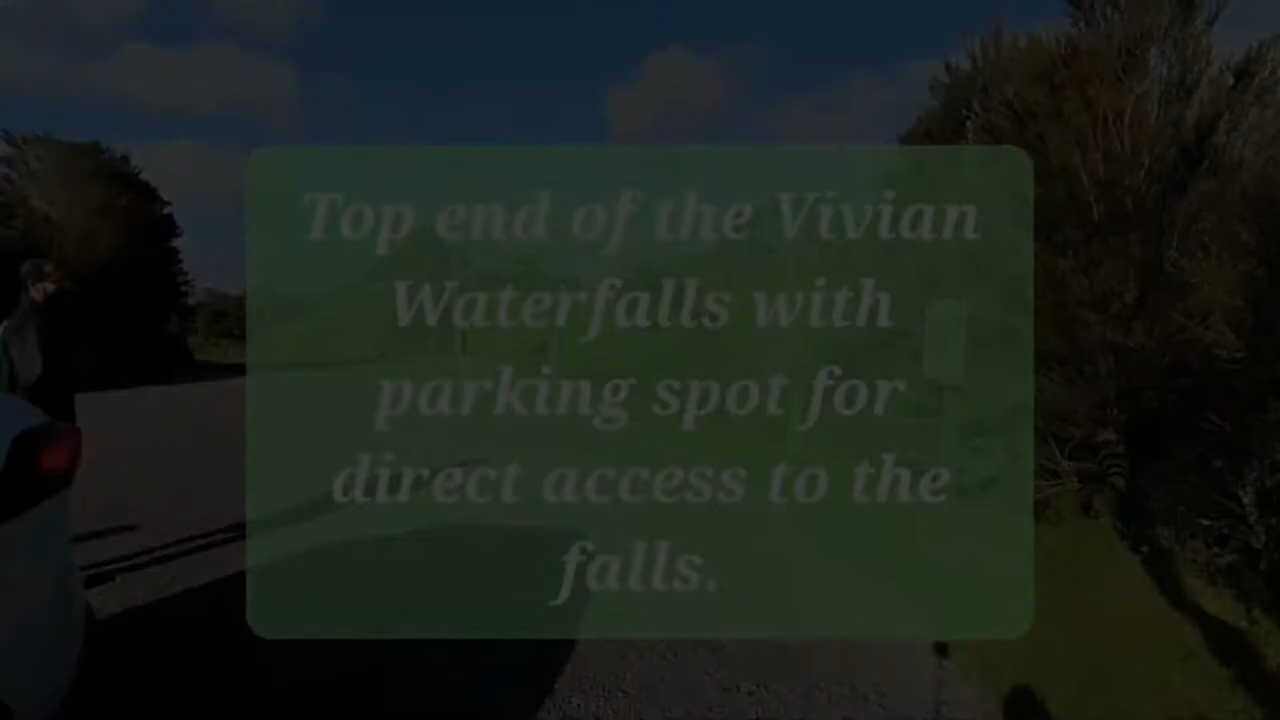 Top end of the Vivian
Waterfalls with
parking spot for
direct access to the
falls.